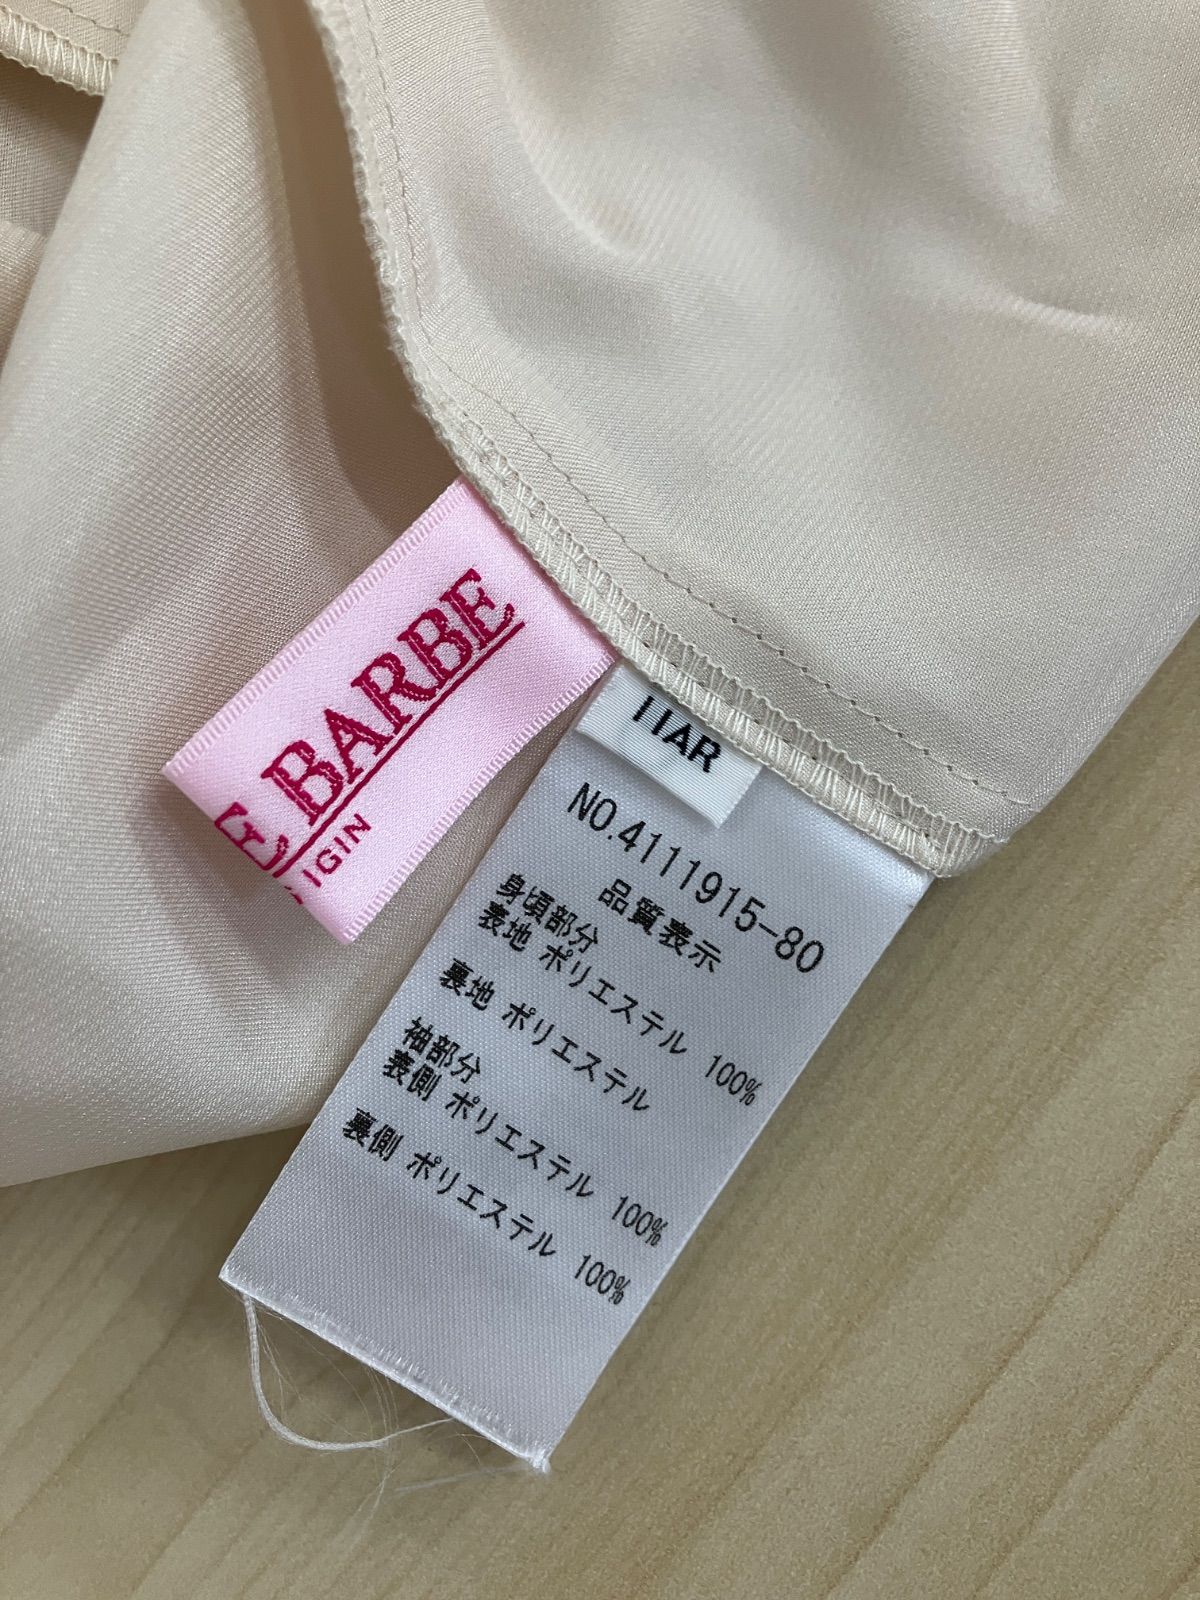 BARBE
IGIN
11AR
NO.4111915-80
品質表示
身頃部分
表地 ポリエステル 100%
裏地 ポリエステル
袖部分
表側 ポリエステル 100%
裏側 ポリエステル 100%